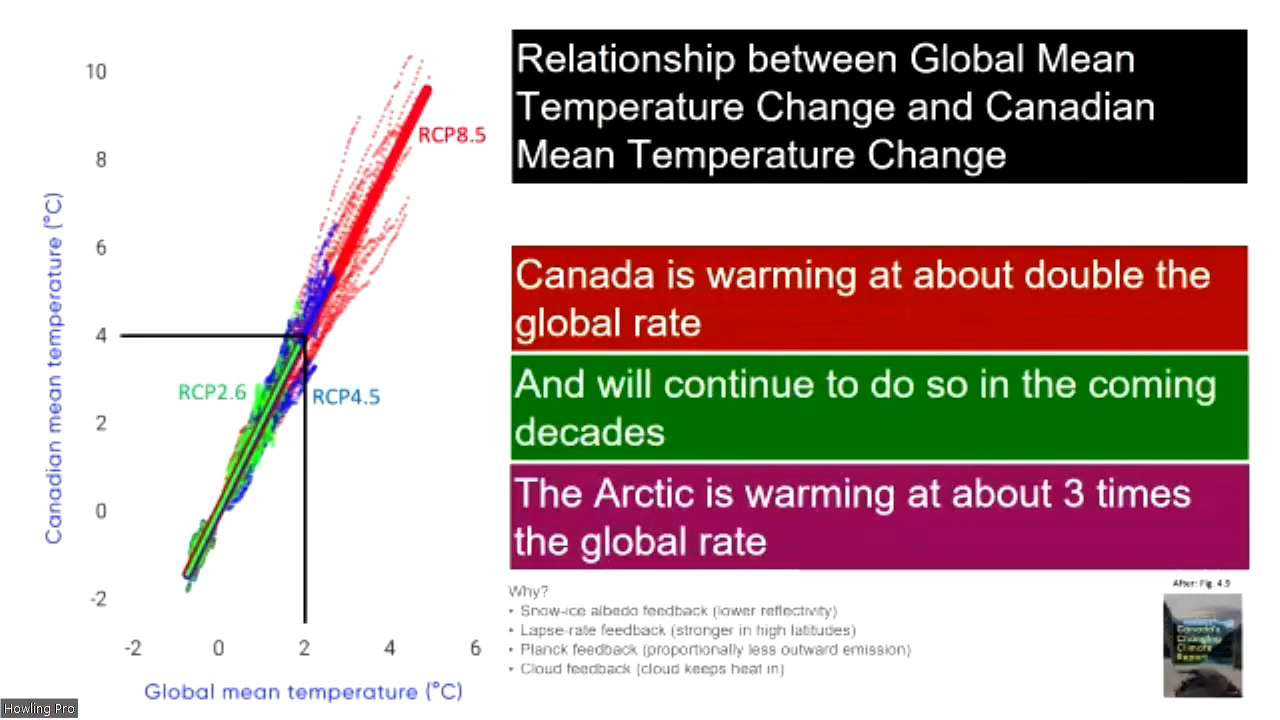 Relationship between Global Mean
Temperature Change and Canadian
Mean Temperature Change
10
8
6
4
2
0
-2
Canadian mean temperature (°C)
RCP8.5
RCP2.6
RCP4.5
-2 0 2 4 6
Global mean temperature (°C)
Canada is warming at about double the
global rate
And will continue to do so in the coming
decades
The Arctic is warming at about 3 times
the global rate
Why?
• Snow-ice albedo feedback (lower reflectivity)
• Lapse-rate feedback (stronger in high latitudes)
• Planck feedback (proportionally less outward emission)
• Cloud feedback (cloud keeps heat in)
After: Fig. 4.9
Canada's
Changing
Climate
Report
Howling Pro